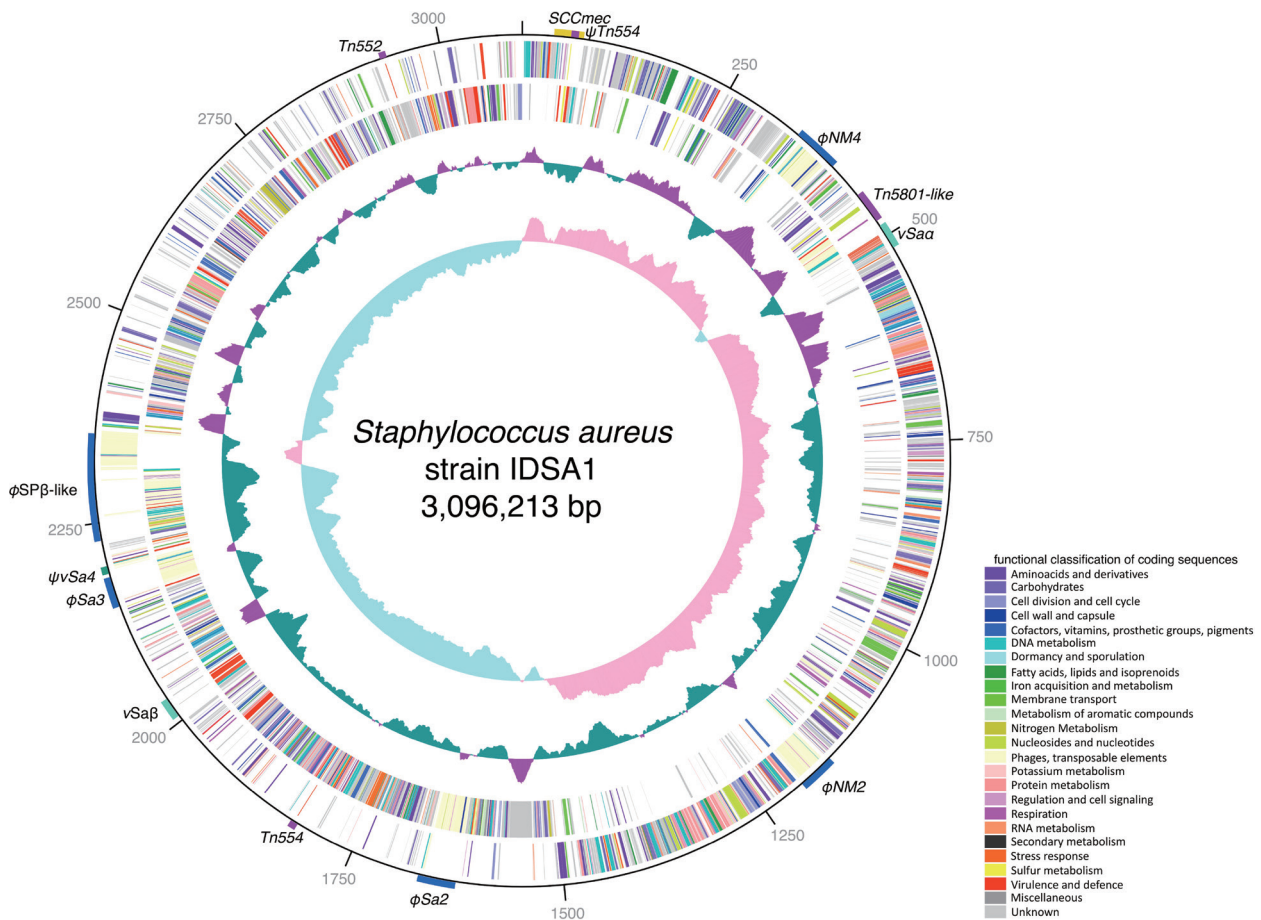 SCCmec
ψTn554
3000
Tn552
250
2750
φNM4
Tn5801-like
500
νSaα
2500
Staphylococcus aureus
strain IDSA1
3,096,213 bp
750
φSPβ-like
2250
ψνSa4
φSa3
1000
νSaβ
2000
φNM2
1250
Tn554
1750
φSa2
1500
functional classification of coding sequences
Aminoacids and derivatives
Carbohydrates
Cell division and cell cycle
Cell wall and capsule
Cofactors, vitamins, prosthetic groups, pigments
DNA metabolism
Dormancy and sporulation
Fatty acids, lipids and isoprenoids
Iron acquisition and metabolism
Membrane transport
Metabolism of aromatic compounds
Nitrogen Metabolism
Nucleosides and nucleotides
Phages, transposable elements
Potassium metabolism
Protein metabolism
Regulation and cell signaling
Respiration
RNA metabolism
Secondary metabolism
Stress response
Sulfur metabolism
Virulence and defence
Miscellaneous
Unknown